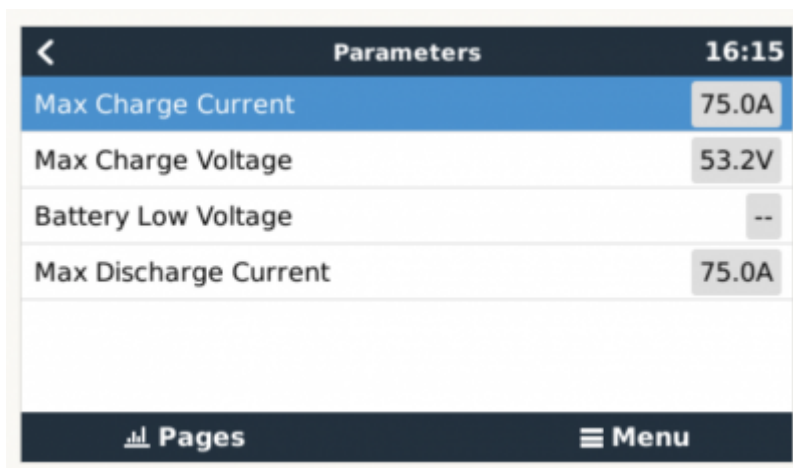 Parameters 16:15
Max Charge Current 75.0A
Max Charge Voltage 53.2V
Battery Low Voltage --
Max Discharge Current 75.0A
Pages Menu